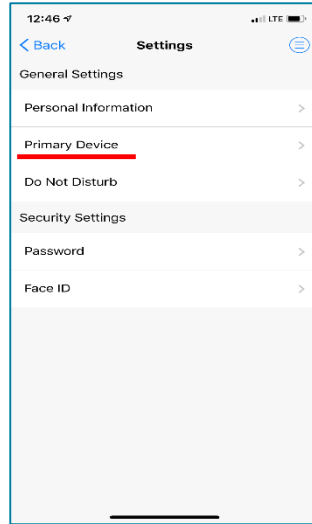 12:46
LTE
Back
Settings
General Settings
Personal Information
Primary Device
Do Not Disturb
Security Settings
Password
Face ID